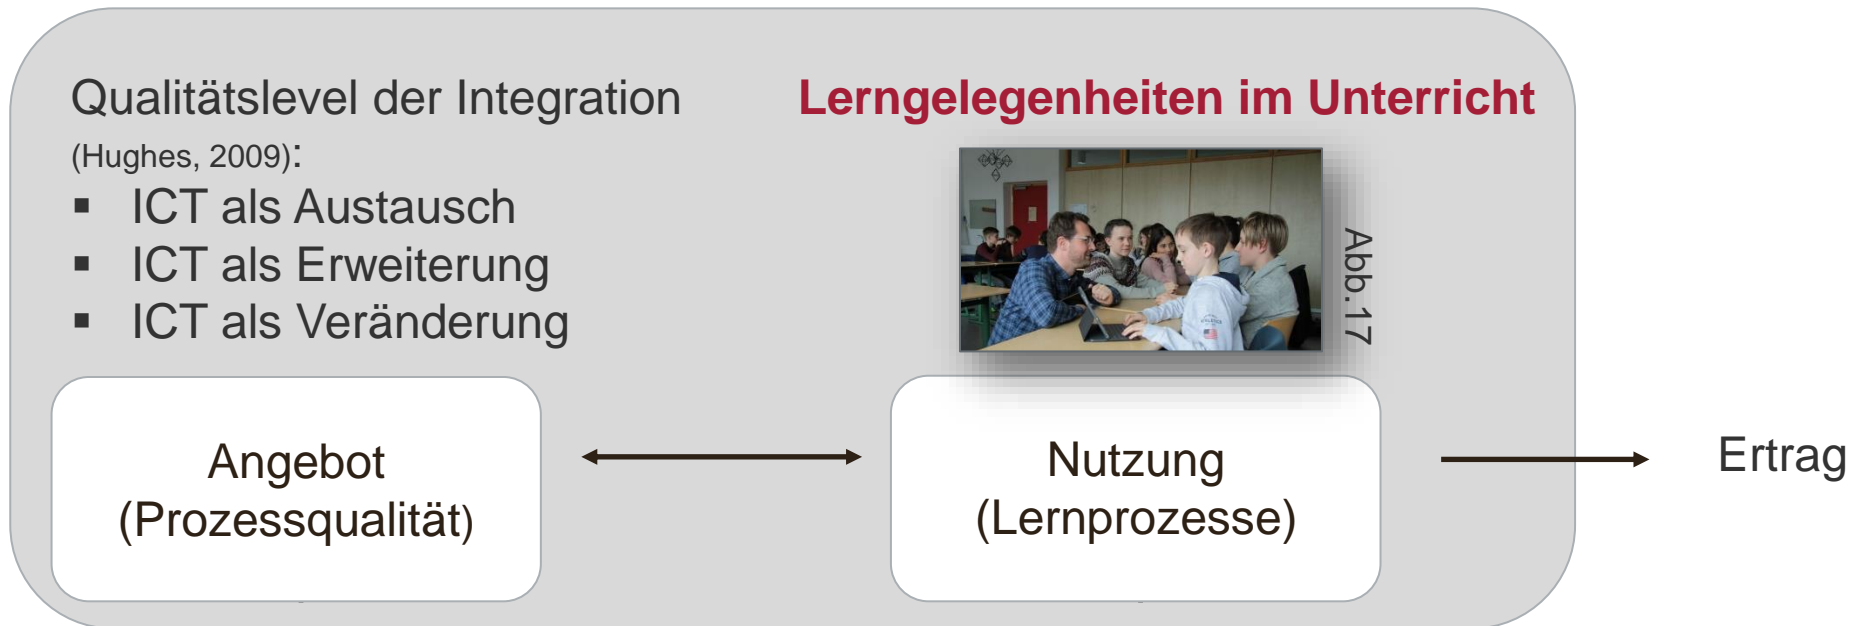 Qualitätslevel der Integration
(Hughes, 2009):
▪ ICT als Austausch
▪ ICT als Erweiterung
▪ ICT als Veränderung
Lerngelegenheiten im Unterricht
Abb.17
Angebot
(Prozessqualität)
Nutzung
(Lernprozesse)
Ertrag